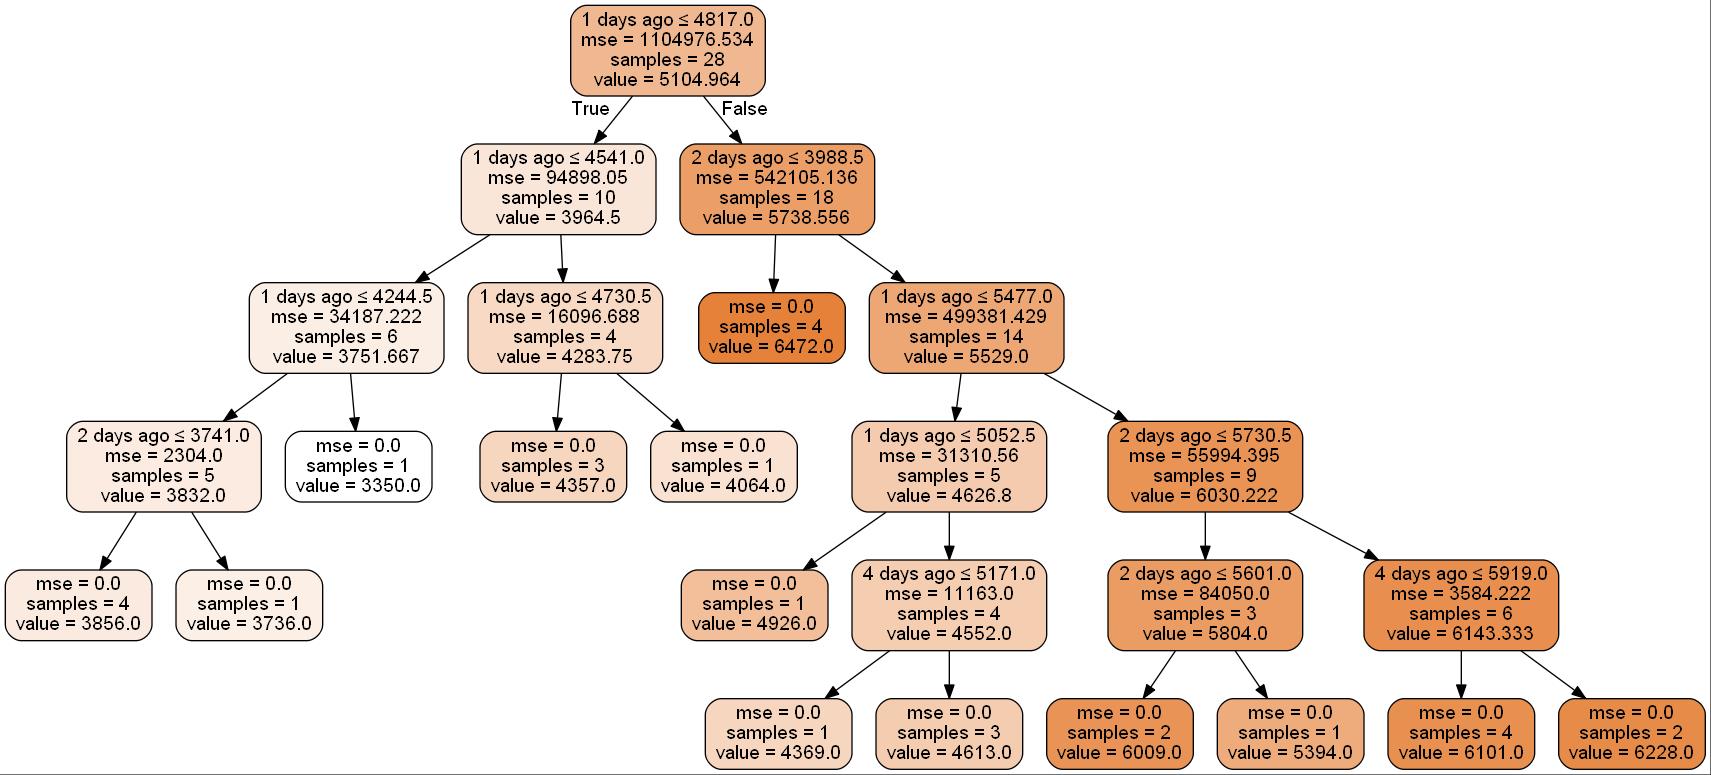 1 days ago ≤ 4817.0
mse = 1104976.534
samples = 28
value = 5104.964
True
False
1 days ago ≤ 4541.0
mse = 94898.05
samples = 10
value = 3964.5
2 days ago ≤ 3988.5
mse = 542105.136
samples = 18
value = 5738.556
1 days ago ≤ 4244.5
mse = 34187.222
samples = 6
value = 3751.667
1 days ago ≤ 4730.5
mse = 16096.688
samples = 4
value = 4283.75
mse = 0.0
samples = 4
value = 6472.0
1 days ago ≤ 5477.0
mse = 499381.429
samples = 14
value = 5529.0
2 days ago ≤ 3741.0
mse = 2304.0
samples = 5
value = 3832.0
mse = 0.0
samples = 1
value = 3350.0
mse = 0.0
samples = 3
value = 4357.0
mse = 0.0
samples = 1
value = 4064.0
1 days ago ≤ 5052.5
mse = 31310.56
samples = 5
value = 4626.8
2 days ago ≤ 5730.5
mse = 55994.395
samples = 9
value = 6030.222
mse = 0.0
samples = 4
value = 3856.0
mse = 0.0
samples = 1
value = 3736.0
mse = 0.0
samples = 1
value = 4926.0
4 days ago ≤ 5171.0
mse = 11163.0
samples = 4
value = 4552.0
2 days ago ≤ 5601.0
mse = 84050.0
samples = 3
value = 5804.0
4 days ago ≤ 5919.0
mse = 3584.222
samples = 6
value = 6143.333
mse = 0.0
samples = 1
value = 4369.0
mse = 0.0
samples = 3
value = 4613.0
mse = 0.0
samples = 2
value = 6009.0
mse = 0.0
samples = 1
value = 5394.0
mse = 0.0
samples = 4
value = 6101.0
mse = 0.0
samples = 2
value = 6228.0